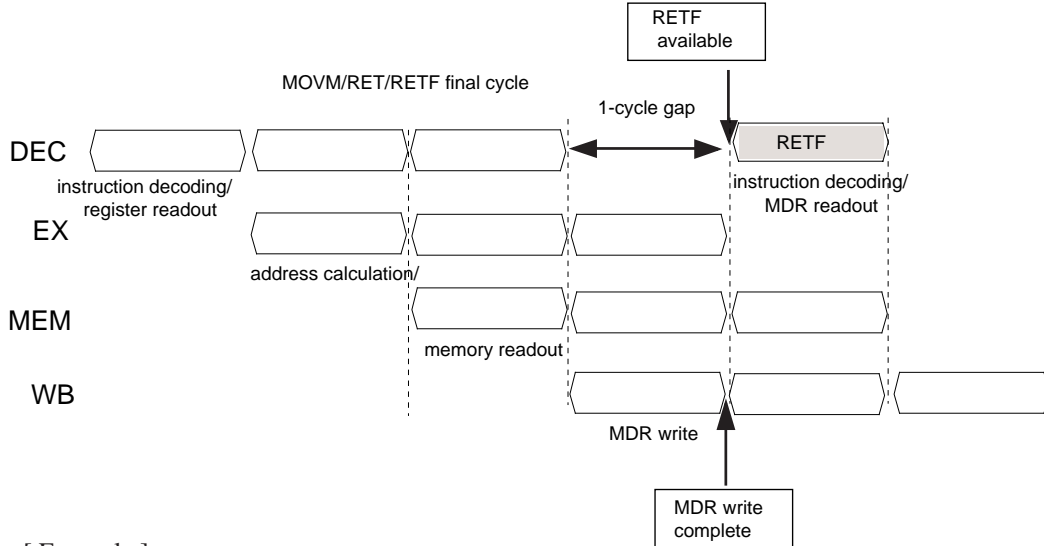 RETF
available
MOVM/RET/RETF final cycle
1-cycle gap
DEC
RETF
instruction decoding/
register readout
instruction decoding/
MDR readout
EX
address calculation/
MEM
memory readout
WB
MDR write
MDR write
complete